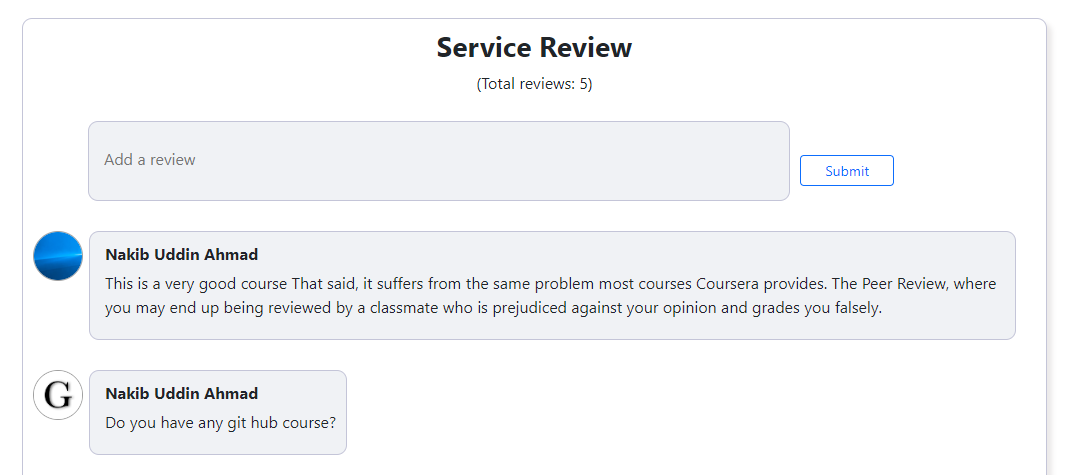 Service Review
(Total reviews: 5)
Add a review
Submit
Nakib Uddin Ahmad
This is a very good course That said, it suffers from the same problem most courses Coursera provides. The Peer Review, where
you may end up being reviewed by a classmate who is prejudiced against your opinion and grades you falsely.
G
Nakib Uddin Ahmad
Do you have any git hub course?